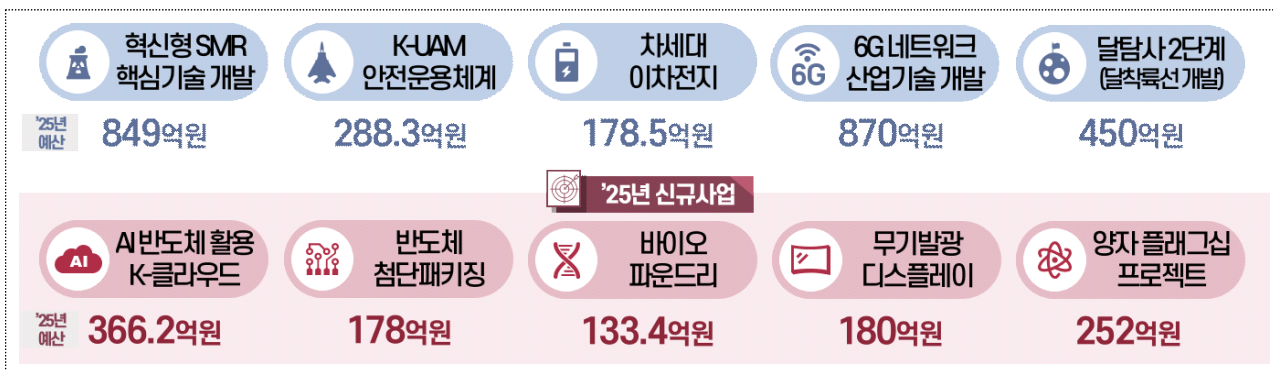 혁신형 SMR
핵심기술 개발
K-UAM
안전운용체계
차세대
이차전지
6G
6G 네트워크
산업기술 개발
달탐사 2단계
(달착륙선 개발)
'25년
예산
849억원
288.3억원
178.5억원
870억원
450억원
'25년 신규사업
AI
AI 반도체 활용
K-클라우드
반도체
첨단패키징
바이오
파운드리
무기발광
디스플레이
양자 플래그십
프로젝트
'25년
예산
366.2억원
178억원
133.4억원
180억원
252억원